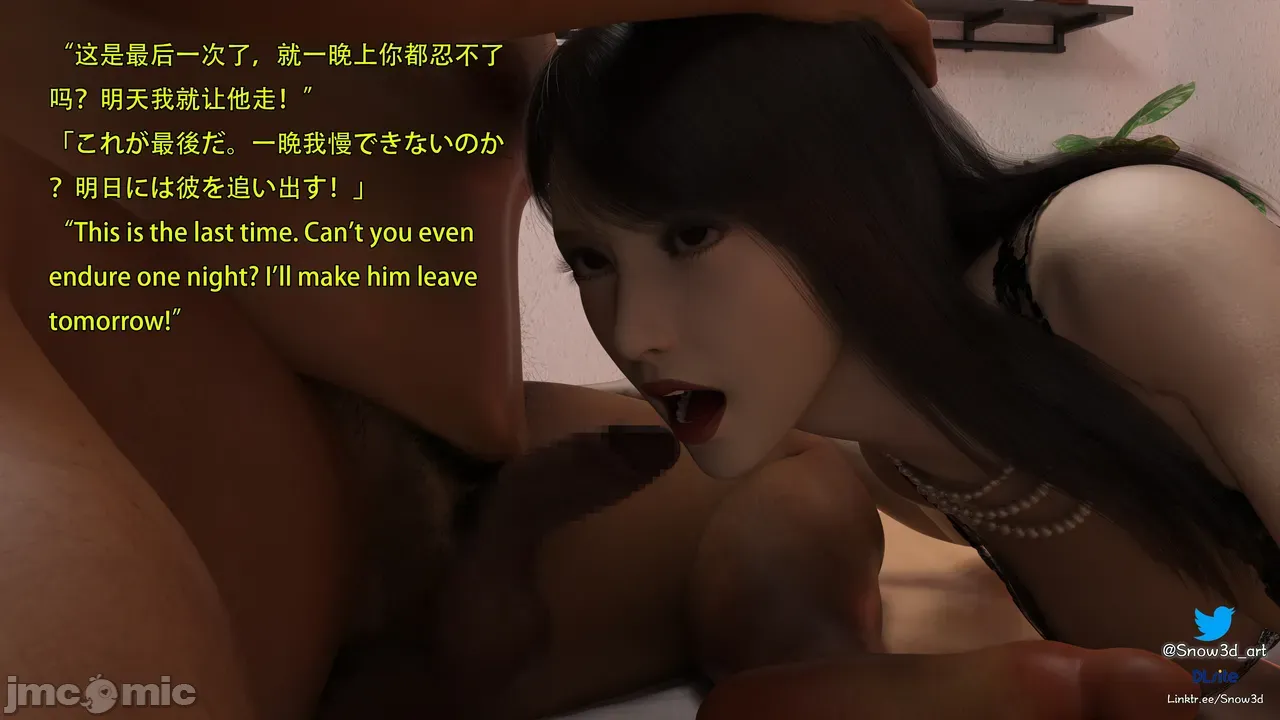 “这是最后一次了，就一晚上你都忍不了
吗？明天我就让他走！”
「これが最後だ。一晩我慢できないのか
？明日には彼を追い出す！」
“This is the last time. Can’t you even
endure one night? I’ll make him leave
tomorrow!”
@Snow3d_art
DLsite
Linktr.ee/Snow3d
jmcomic